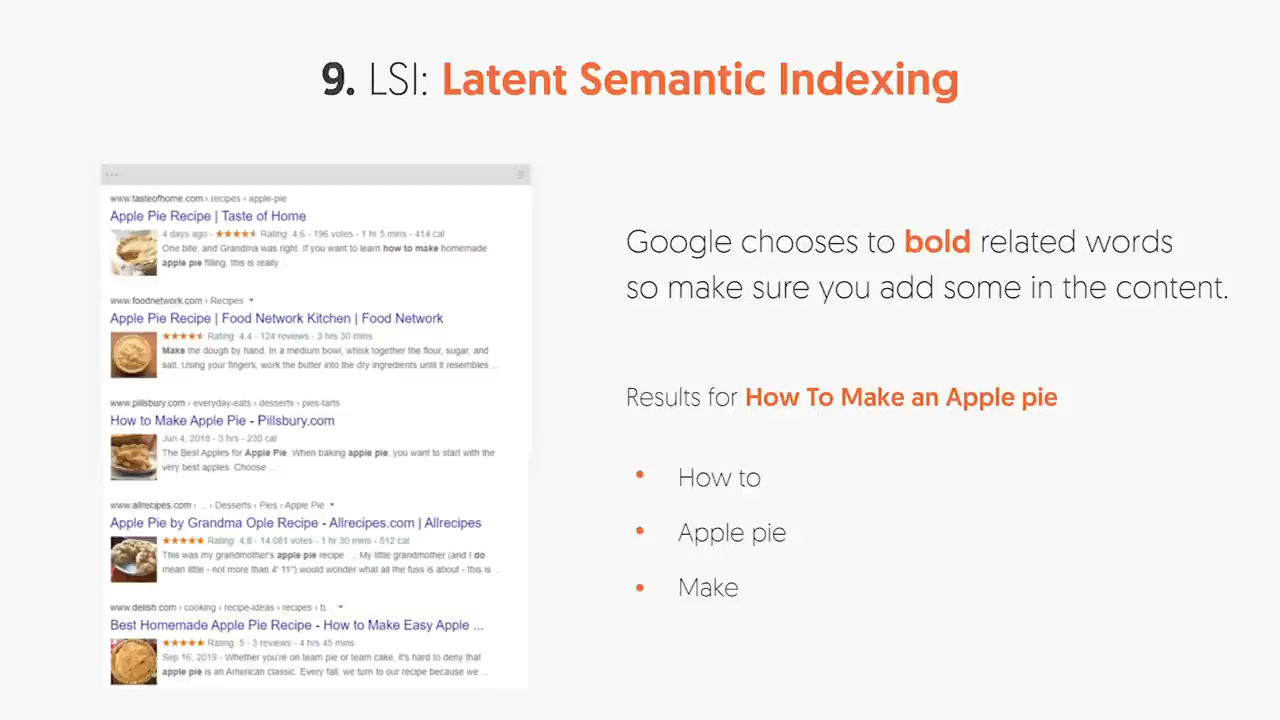 9. LSI: Latent Semantic Indexing
www.tasteofhome.com › recipes › apple-pie
Apple Pie Recipe | Taste of Home
4 days ago - ★★★★★ Rating: 4.6 - 196 votes - 1 hr 5 mins - 414 cal
One bite, and Grandma was right. If you want to learn how to make homemade
apple pie filling, this is really ...
www.foodnetwork.com › Recipes ▼
Apple Pie Recipe | Food Network Kitchen | Food Network
★★★★★ Rating: 4.4 - 124 reviews - 3 hrs 30 mins
Make the dough by hand. In a medium bowl, whisk together the flour, sugar, and
salt. Using your fingers, work the butter into the dry ingredients until it resembles ...
www.pillsbury.com › everyday-eats › desserts › pies-tarts
How to Make Apple Pie - Pillsbury.com
Jun 4, 2018 - 3 hrs - 230 cal
The Best Apples for Apple Pie. When baking apple pie, you want to start with the
very best apples. Choose ...
www.allrecipes.com › ... › Desserts › Pies › Apple Pie ▼
Apple Pie by Grandma Ople Recipe - Allrecipes.com | Allrecipes
★★★★★ Rating: 4.8 - 14,081 votes - 1 hr 30 mins - 512 cal
This was my grandmother's apple pie recipe. ... My little grandmother (and I do
mean little - not more than 4' 11") would wonder what all the fuss is about - this is ...
www.delish.com › cooking › recipe-ideas › recipes › b... ▼
Best Homemade Apple Pie Recipe - How to Make Easy Apple ...
★★★★★ Rating: 5 - 3 reviews - 4 hrs 45 mins
Sep 16, 2019 - Whether you're on team pie or team cake, it's hard to deny that
apple pie is an American classic. Every fall, we turn to our recipe because we ...
Google chooses to bold related words
so make sure you add some in the content.
Results for How To Make an Apple pie
• How to
• Apple pie
• Make